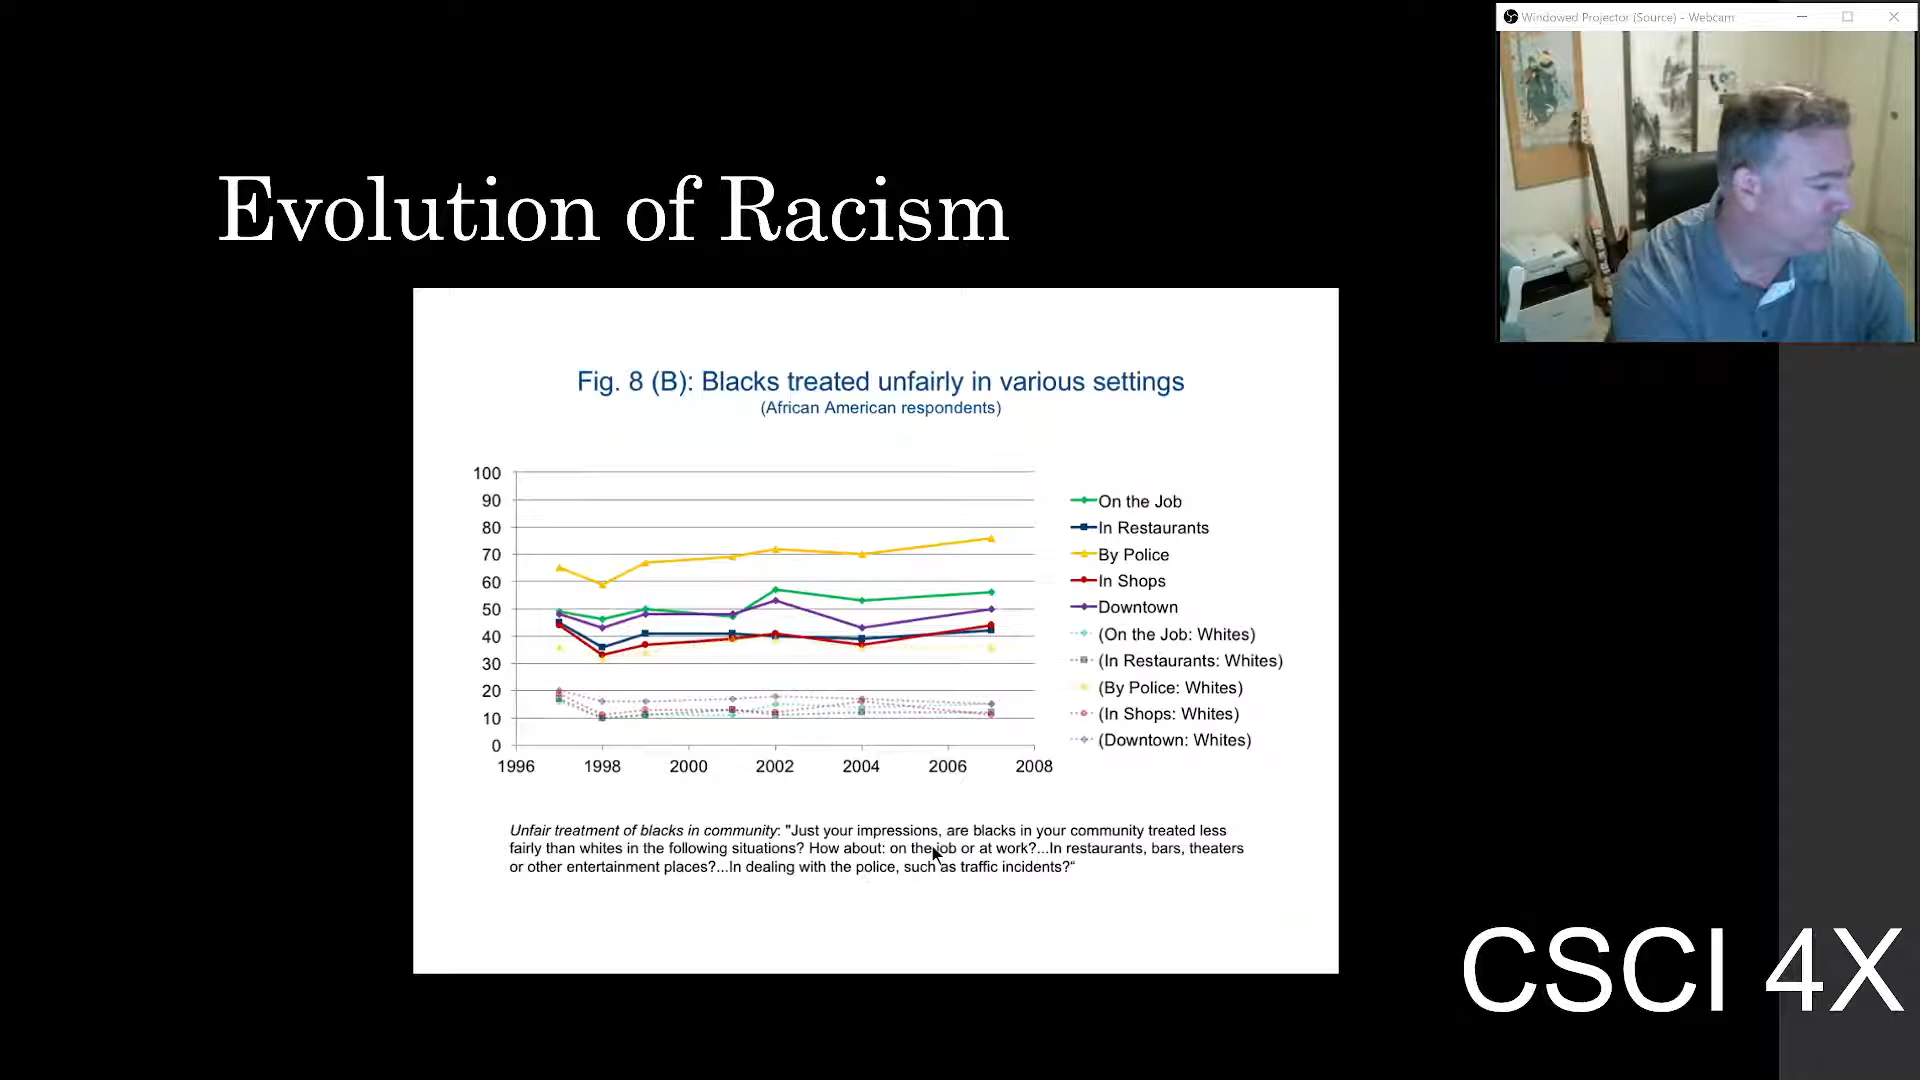 Windowed Projector (Source) - Webcam
Evolution of Racism
Fig. 8 (B): Blacks treated unfairly in various settings
(African American respondents)
100
90
80
70
60
50
40
30
20
10
0
1996 1998 2000 2002 2004 2006 2008
On the Job
In Restaurants
By Police
In Shops
Downtown
(On the Job: Whites)
(In Restaurants: Whites)
(By Police: Whites)
(In Shops: Whites)
(Downtown: Whites)
Unfair treatment of blacks in community: "Just your impressions, are blacks in your community treated less
fairly than whites in the following situations? How about: on the job or at work?...In restaurants, bars, theaters
or other entertainment places?...In dealing with the police, such as traffic incidents?"
CSCI 4X